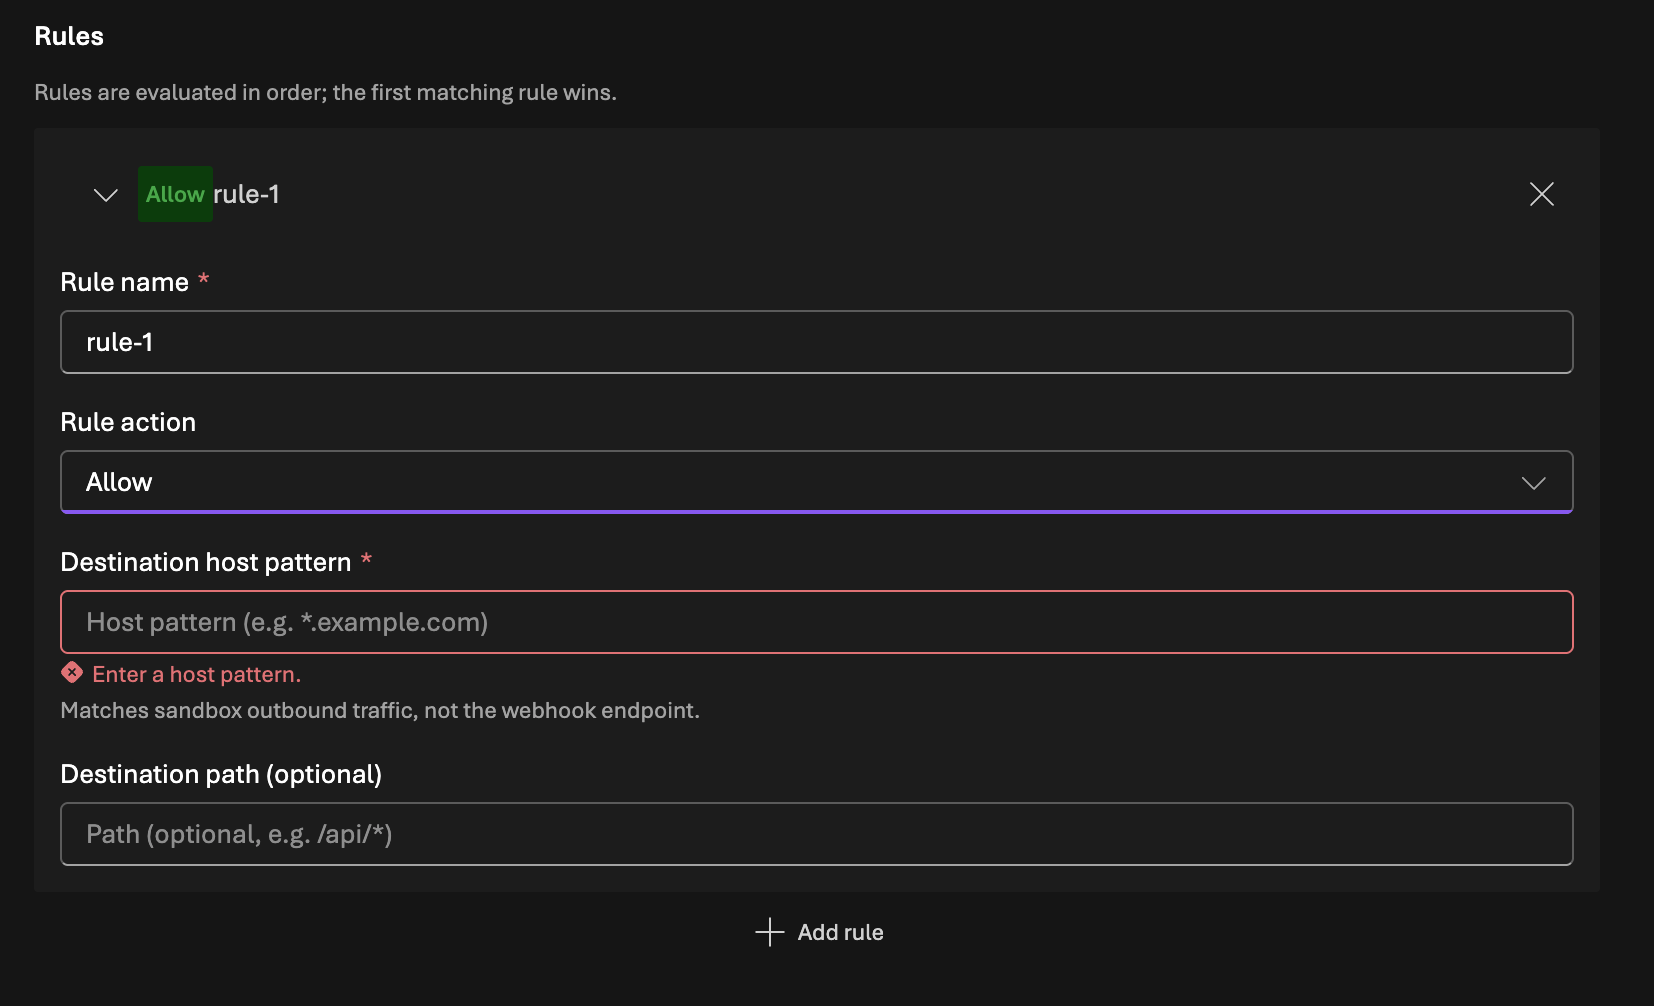 Rules
Rules are evaluated in order; the first matching rule wins.
Allow rule-1
Rule name *
rule-1
Rule action
Allow
Destination host pattern *
Host pattern (e.g. *.example.com)
Enter a host pattern.
Matches sandbox outbound traffic, not the webhook endpoint.
Destination path (optional)
Path (optional, e.g. /api/*)
Add rule